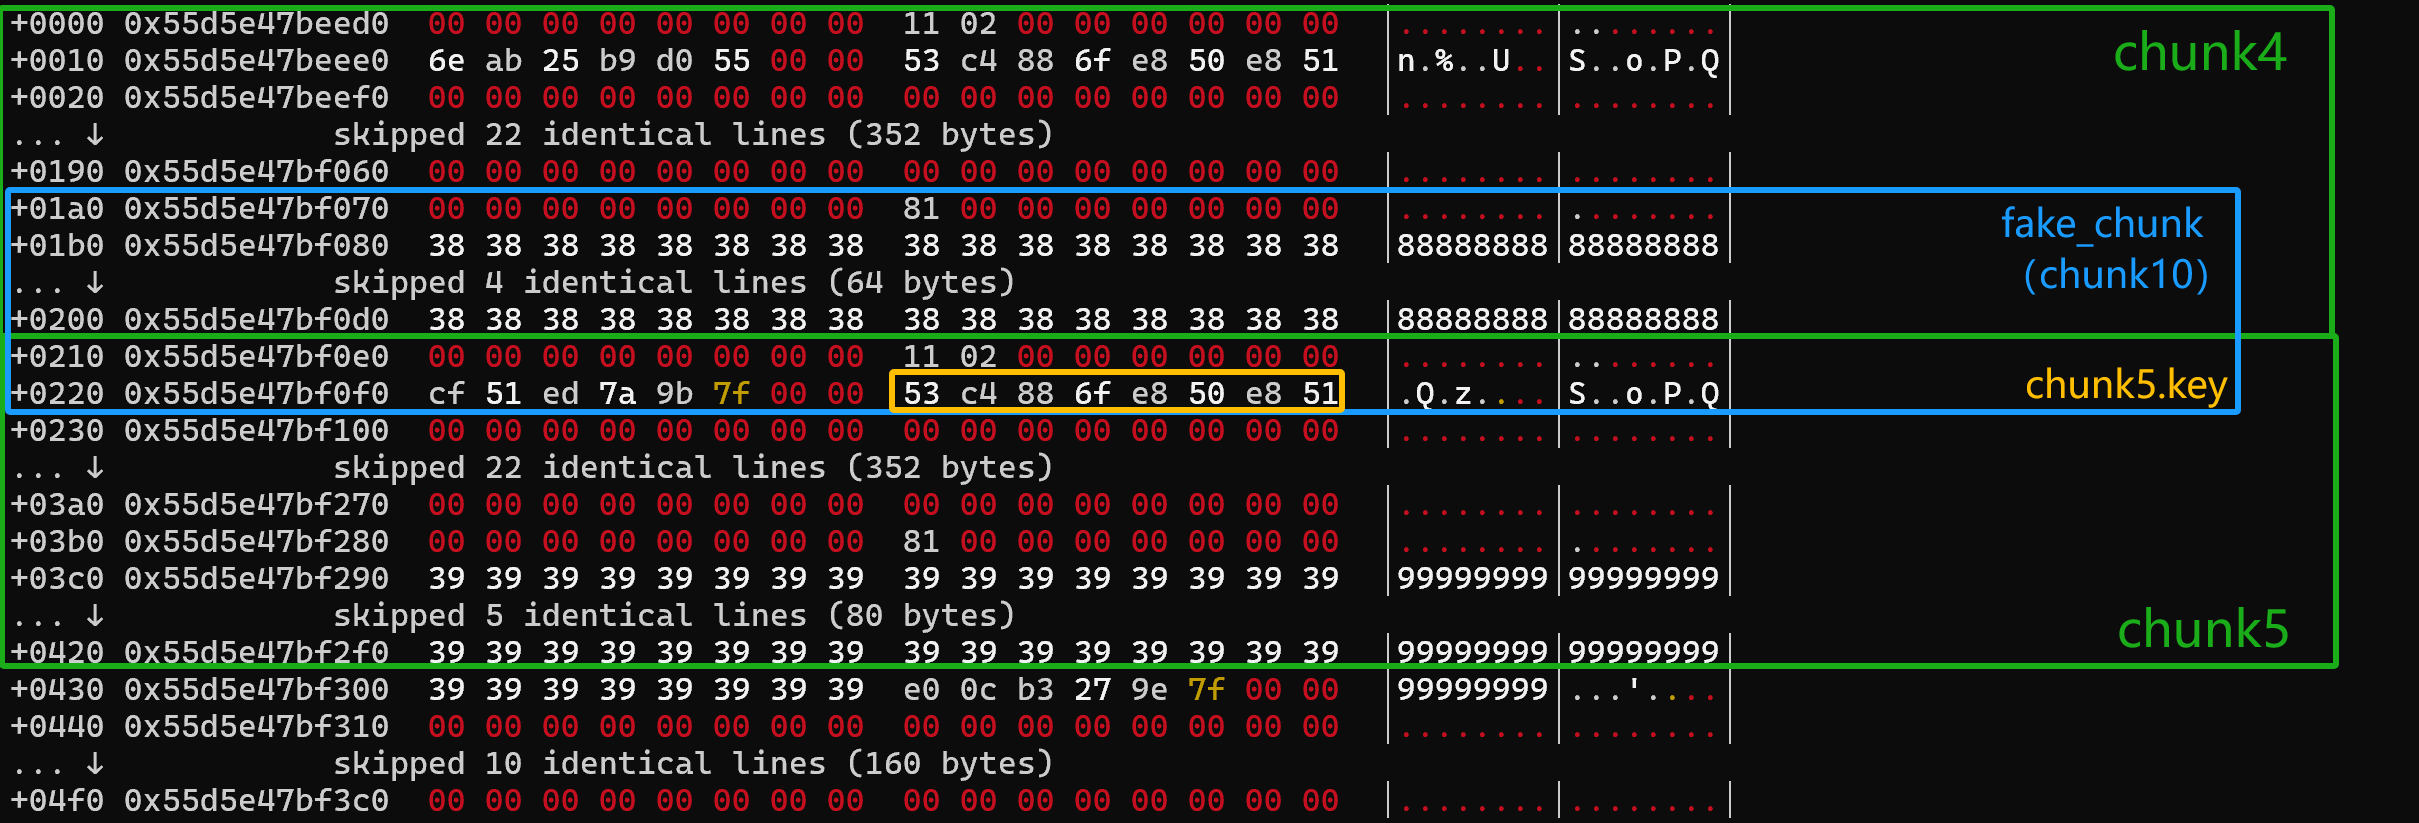 +0000 0x55d5e47beed0  00 00 00 00 00 00 00 00  11 02 00 00 00 00 00 00  │........│........│
chunk4
+0010 0x55d5e47beee0  6e ab 25 b9 d0 55 00 00  53 c4 88 6f e8 50 e8 51  │n.%..U..│S..o.P.Q│
+0020 0x55d5e47beef0  00 00 00 00 00 00 00 00  00 00 00 00 00 00 00 00  │........│........│
... ↓            skipped 22 identical lines (352 bytes)
+0190 0x55d5e47bf060  00 00 00 00 00 00 00 00  00 00 00 00 00 00 00 00  │........│........│
+01a0 0x55d5e47bf070  00 00 00 00 00 00 00 00  81 00 00 00 00 00 00 00  │........│........│
fake_chunk
+01b0 0x55d5e47bf080  38 38 38 38 38 38 38 38  38 38 38 38 38 38 38 38  │88888888│88888888│
(chunk10)
... ↓            skipped 4 identical lines (64 bytes)
+0200 0x55d5e47bf0d0  38 38 38 38 38 38 38 38  38 38 38 38 38 38 38 38  │88888888│88888888│
+0210 0x55d5e47bf0e0  00 00 00 00 00 00 00 00  11 02 00 00 00 00 00 00  │........│........│
+0220 0x55d5e47bf0f0  cf 51 ed 7a 9b 7f 00 00  53 c4 88 6f e8 50 e8 51  │.Q.z....│S..o.P.Q│
chunk5.key
+0230 0x55d5e47bf100  00 00 00 00 00 00 00 00  00 00 00 00 00 00 00 00  │........│........│
... ↓            skipped 22 identical lines (352 bytes)
+03a0 0x55d5e47bf270  00 00 00 00 00 00 00 00  00 00 00 00 00 00 00 00  │........│........│
+03b0 0x55d5e47bf280  00 00 00 00 00 00 00 00  81 00 00 00 00 00 00 00  │........│........│
+03c0 0x55d5e47bf290  39 39 39 39 39 39 39 39  39 39 39 39 39 39 39 39  │99999999│99999999│
... ↓            skipped 5 identical lines (80 bytes)
chunk5
+0420 0x55d5e47bf2f0  39 39 39 39 39 39 39 39  39 39 39 39 39 39 39 39  │99999999│99999999│
+0430 0x55d5e47bf300  39 39 39 39 39 39 39 39  e0 0c b3 27 9e 7f 00 00  │99999999│...'....│
+0440 0x55d5e47bf310  00 00 00 00 00 00 00 00  00 00 00 00 00 00 00 00  │........│........│
... ↓            skipped 10 identical lines (160 bytes)
+04f0 0x55d5e47bf3c0  00 00 00 00 00 00 00 00  00 00 00 00 00 00 00 00  │........│........│